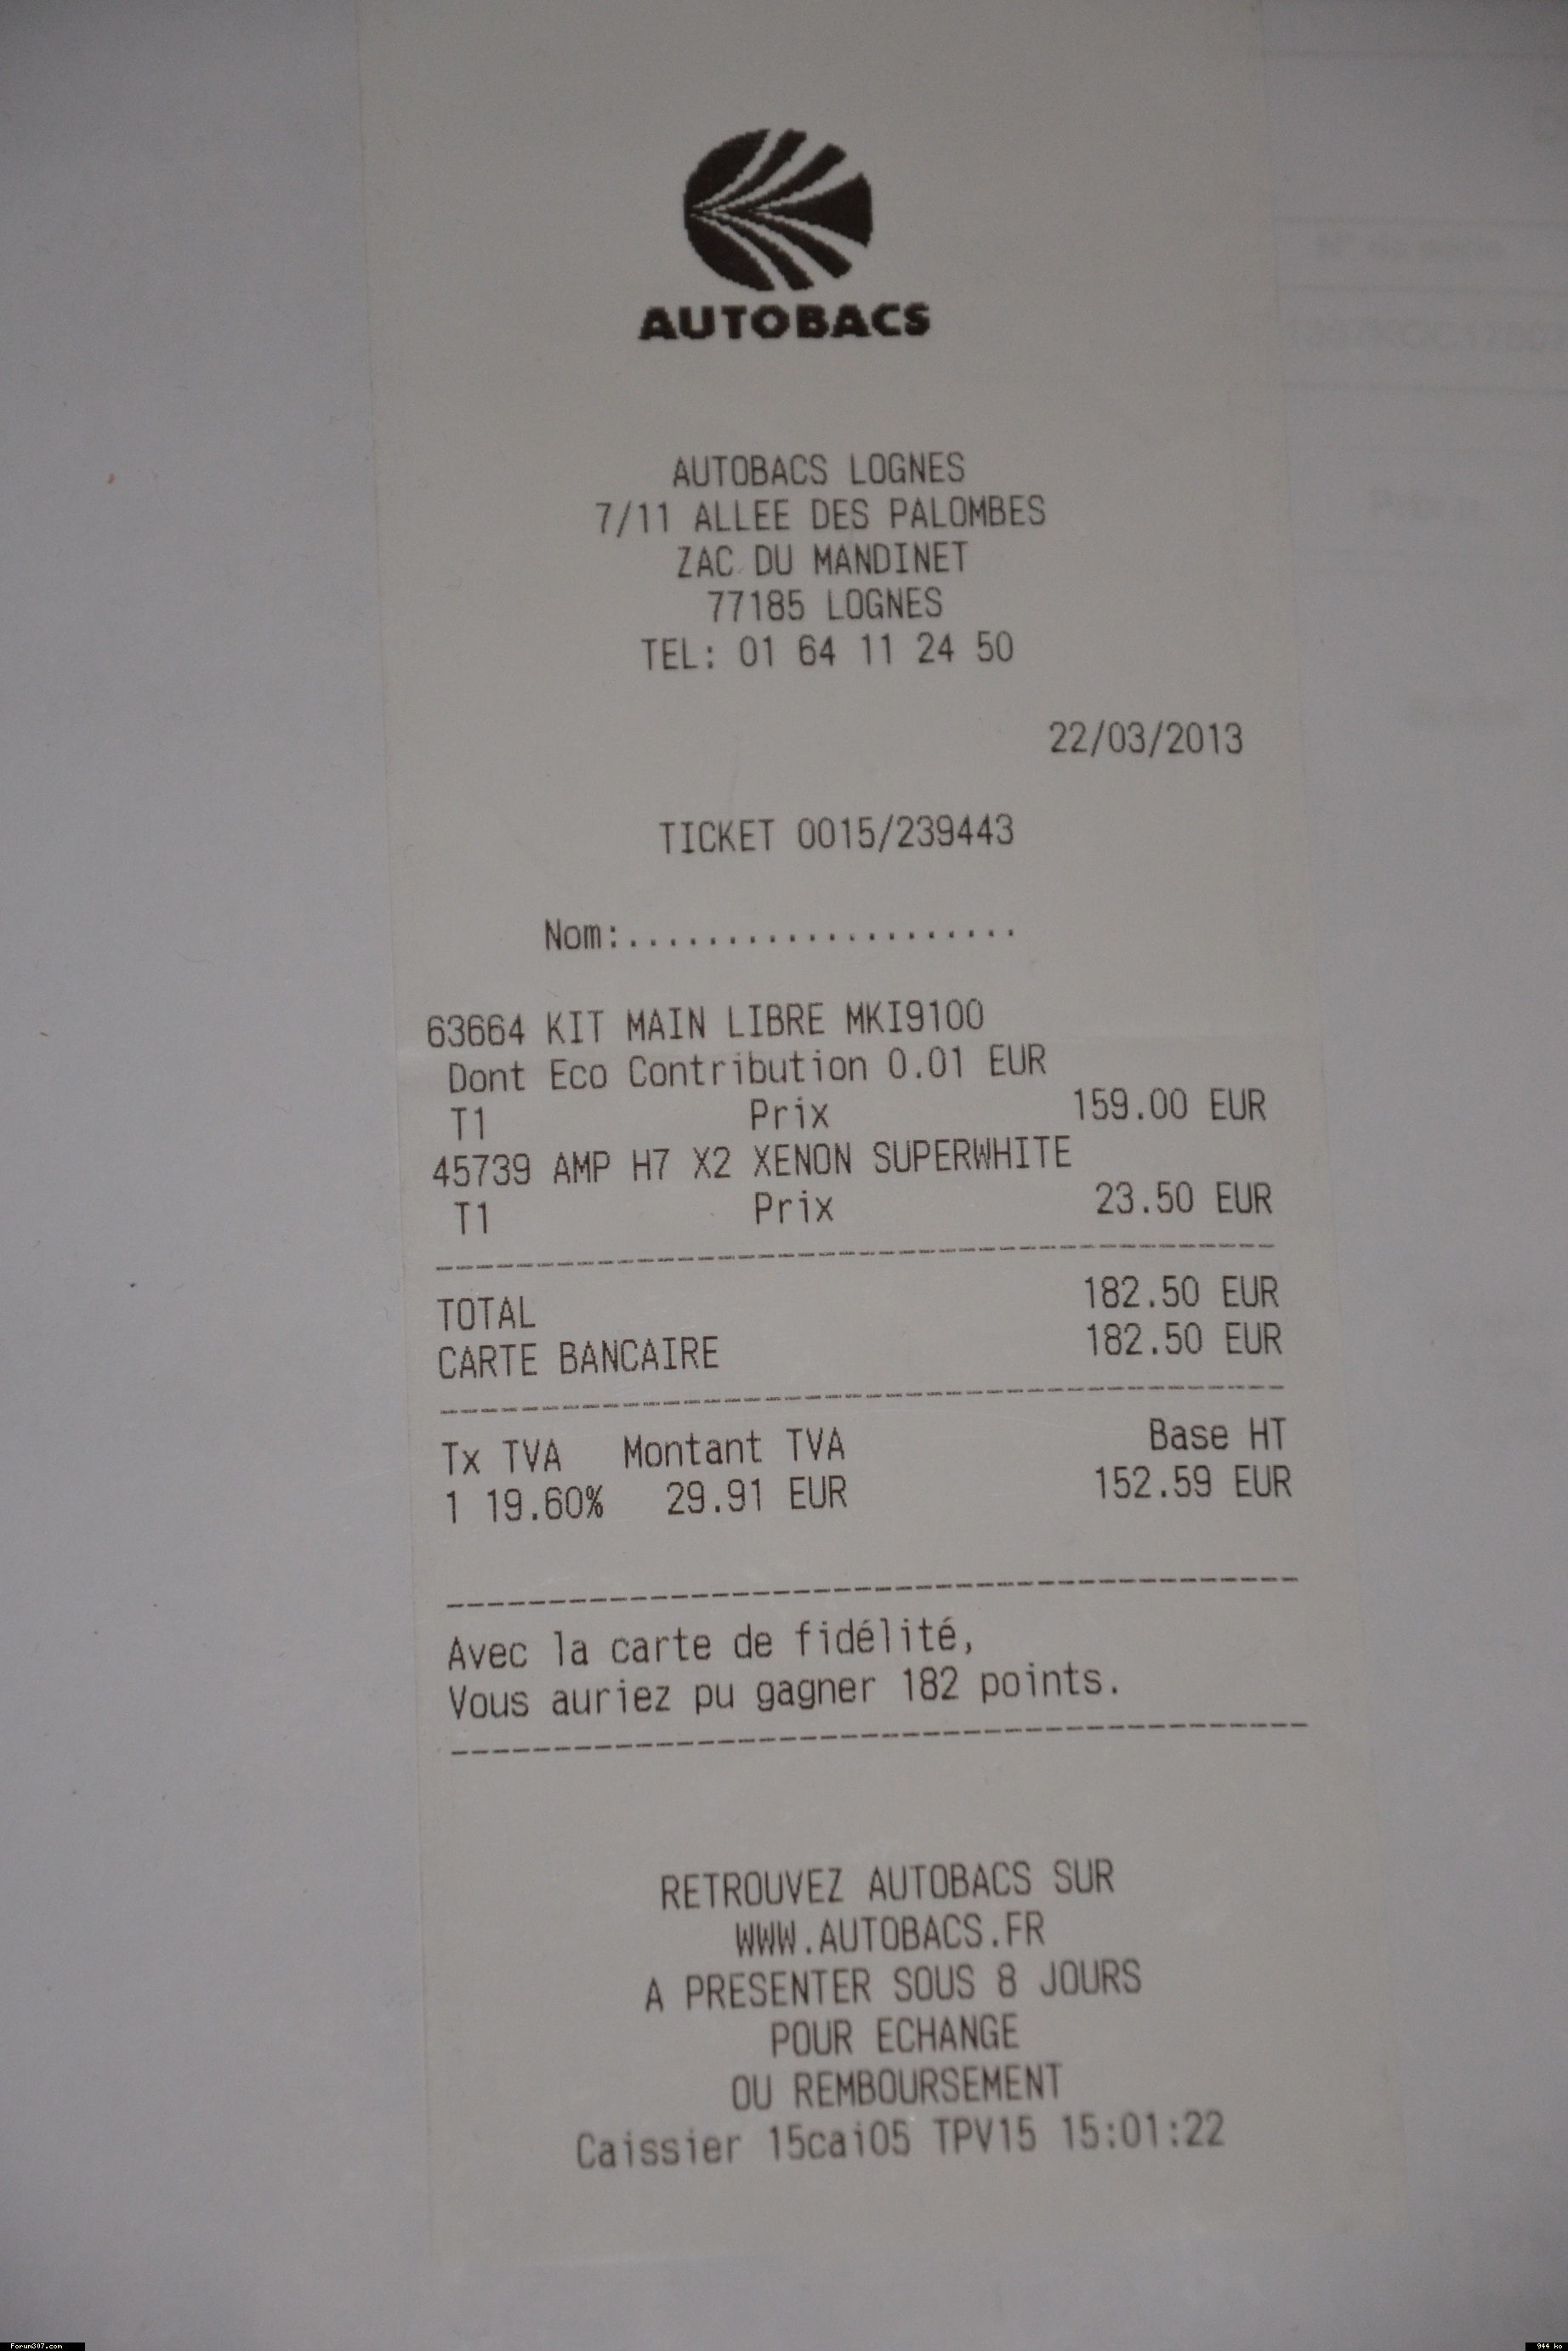 AUTOBACS
AUTOBACS LOGNES
7/11 ALLEE DES PALOMBES
ZAC DU MANDINET
77185 LOGNES
TEL: 01 64 11 24 50
22/03/2013
TICKET 0015/239443
Nom:....................
63664 KIT MAIN LIBRE MKI9100
Dont Eco Contribution 0.01 EUR
T1 Prix 159.00 EUR
45739 AMP H7 X2 XENON SUPERWHITE
T1 Prix 23.50 EUR
TOTAL 182.50 EUR
CARTE BANCAIRE 182.50 EUR
Tx TVA Montant TVA Base HT
1 19.60% 29.91 EUR 152.59 EUR
Avec la carte de fidélité,
Vous auriez pu gagner 182 points.
RETROUVEZ AUTOBACS SUR
WWW.AUTOBACS.FR
A PRESENTER SOUS 8 JOURS
POUR ECHANGE
OU REMBOURSEMENT
Caissier 15cai05 TPV15 15:01:22
Forum307.com
944 ko